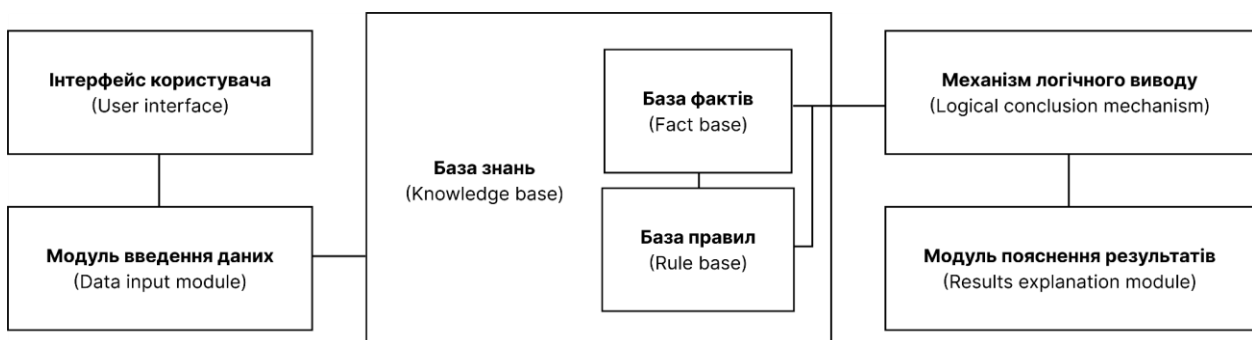 Інтерфейс користувача
(User interface)
Модуль введення даних
(Data input module)
База знань
(Knowledge base)
База фактів
(Fact base)
База правил
(Rule base)
Механізм логічного виводу
(Logical conclusion mechanism)
Модуль пояснення результатів
(Results explanation module)